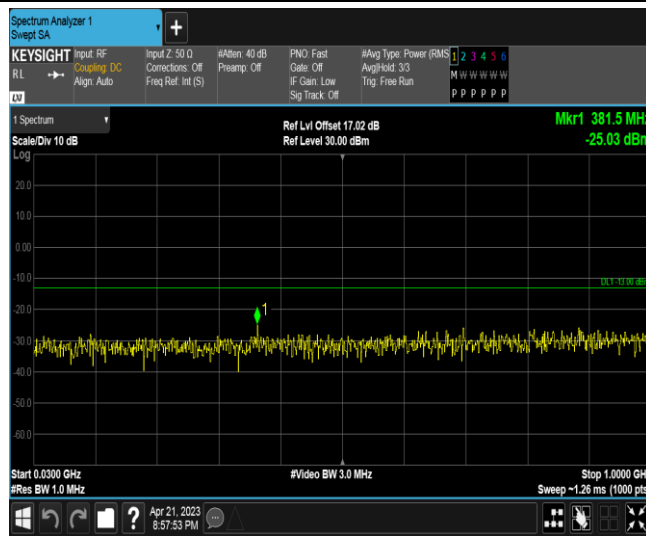 Spectrum Analyzer 1
Swept SA
+
KEYSIGHT
RL
LXI
Input: RF
Coupling: DC
Align: Auto
Input Z: 50 Ω
Corrections: Off
Freq Ref: Int (S)
#Atten: 40 dB
Preamp: Off
PNO: Fast
Gate: Off
IF Gain: Low
Sig Track: Off
#Avg Type: Power (RMS
Avg|Hold: 3/3
Trig: Free Run
1 2 3 4 5 6
M W W W W W
P P P P P P
1 Spectrum
Scale/Div 10 dB
Log
Ref Lvl Offset 17.02 dB
Ref Level 30.00 dBm
Mkr1 381.5 MHz
-25.03 dBm
20.0
10.0
0.00
-10.0
DL1 -13.00 dBm
-20.0
1
-30.0
-40.0
-50.0
-60.0
Start 0.0300 GHz
#Res BW 1.0 MHz
#Video BW 3.0 MHz
Stop 1.0000 GH
Sweep ~1.26 ms (1000 pts
?
Apr 21, 2023
8:57:53 PM